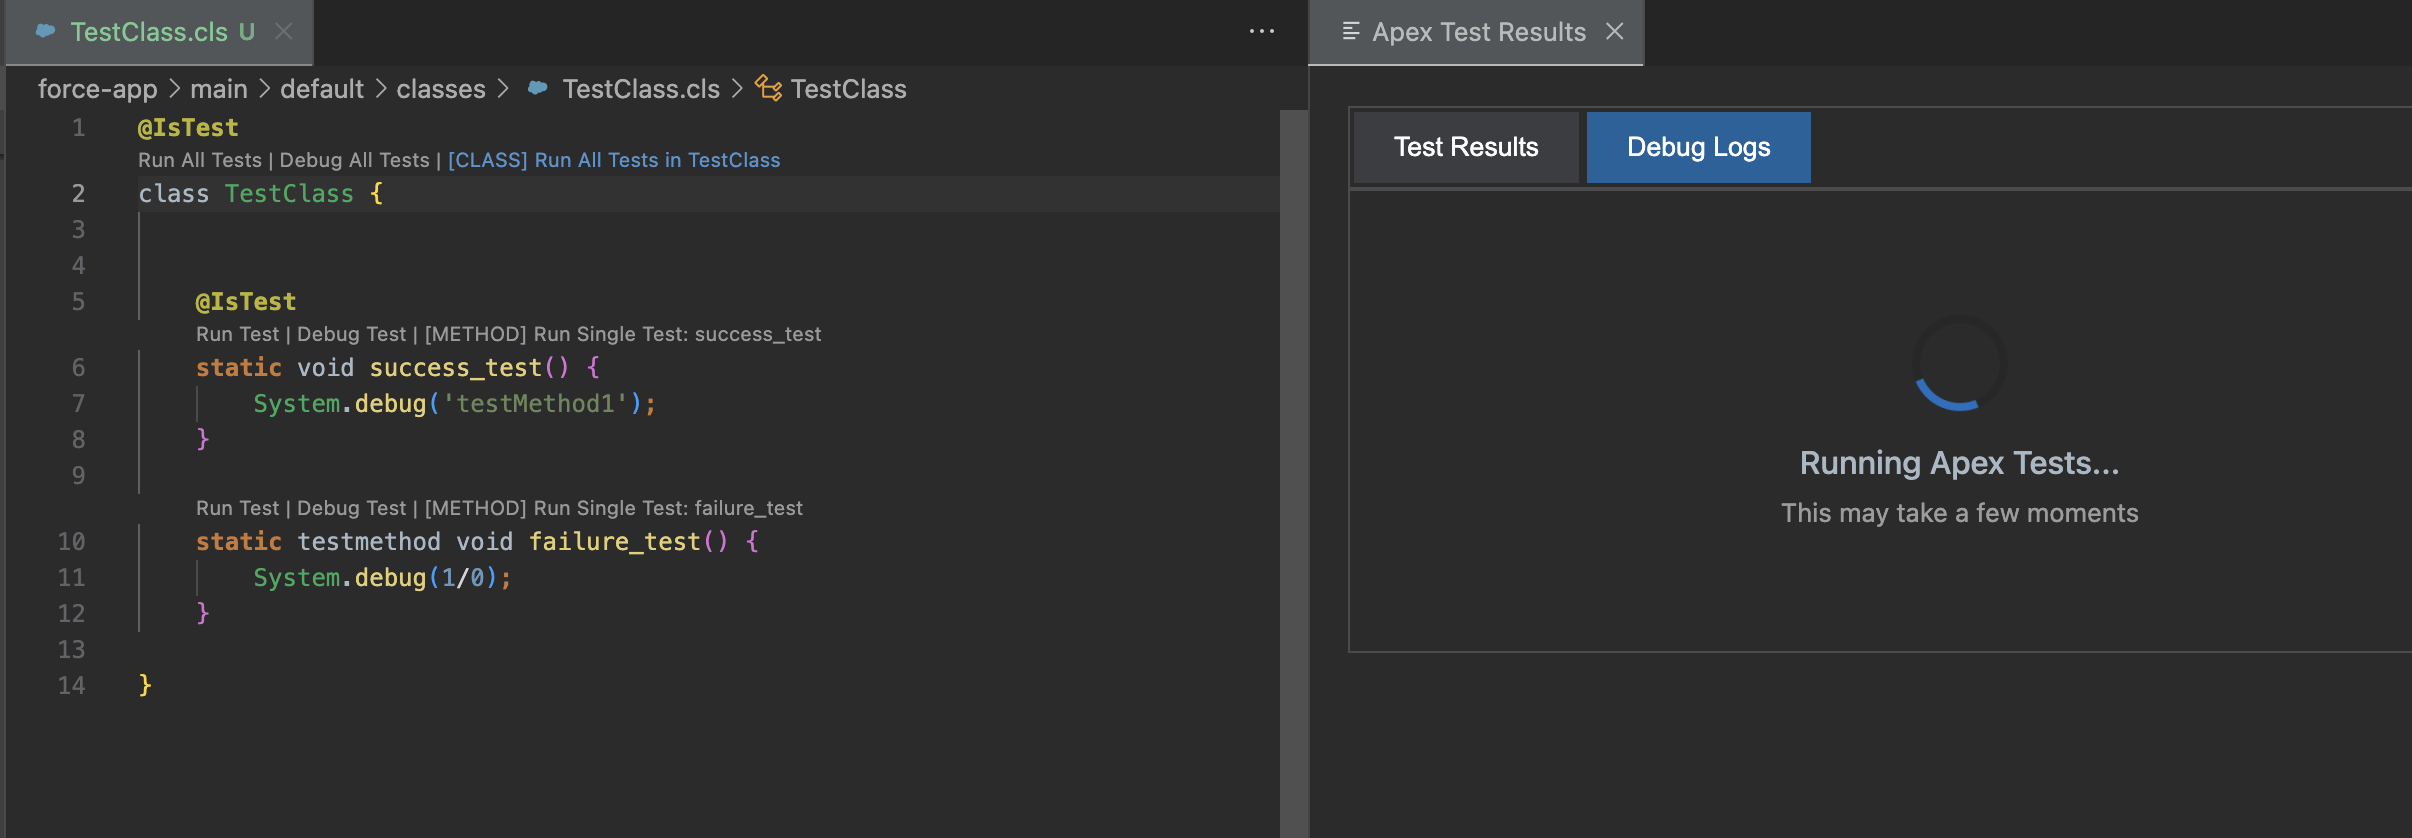 TestClass.cls U
Apex Test Results
force-app > main > default > classes > TestClass.cls > TestClass
1 @IsTest
Run All Tests | Debug All Tests | [CLASS] Run All Tests in TestClass
2 class TestClass {
3
4
5 @IsTest
Run Test | Debug Test | [METHOD] Run Single Test: success_test
6 static void success_test() {
7 System.debug('testMethod1');
8 }
9
Run Test | Debug Test | [METHOD] Run Single Test: failure_test
10 static testmethod void failure_test() {
11 System.debug(1/0);
12 }
13
14 }
Test Results
Debug Logs
Running Apex Tests...
This may take a few moments